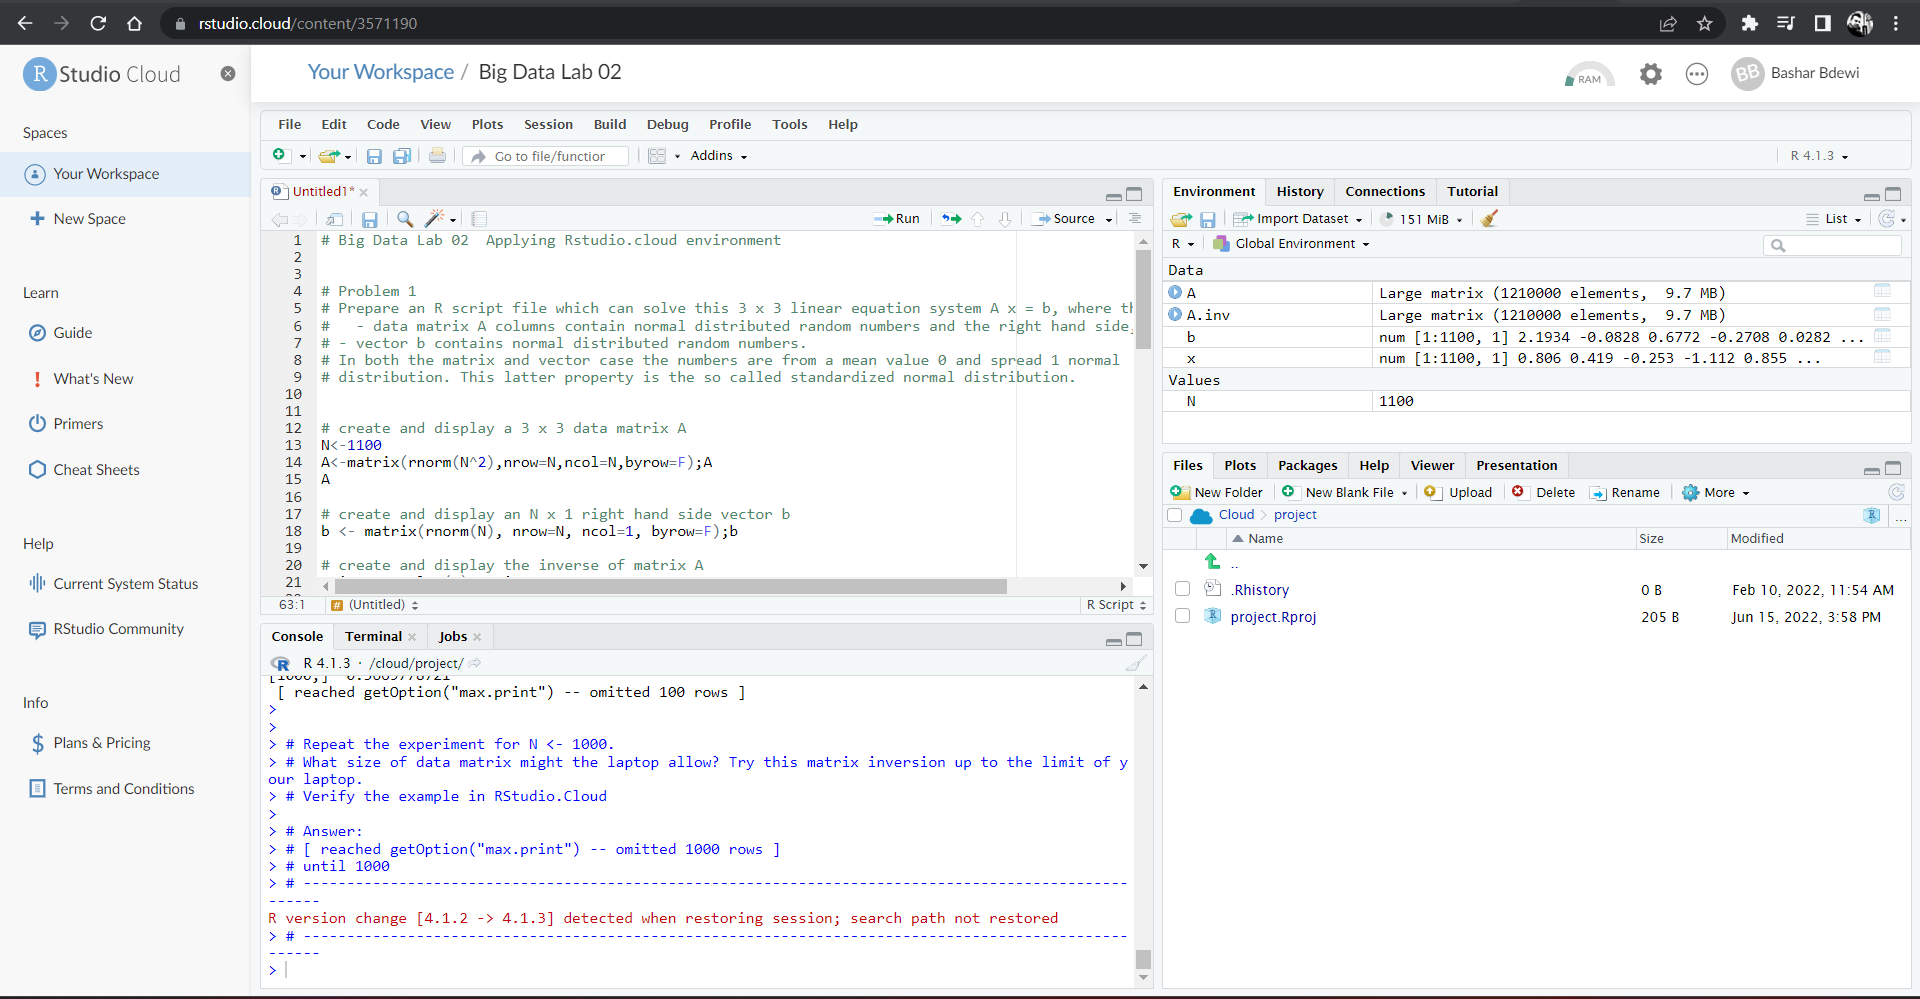 rstudio.cloud/content/3571190
R Studio Cloud
Your Workspace / Big Data Lab 02
RAM
BB Bashar Bdewi
Spaces
Your Workspace
New Space
Learn
Guide
What's New
Primers
Cheat Sheets
Help
Current System Status
RStudio Community
Info
Plans & Pricing
Terms and Conditions
File Edit Code View Plots Session Build Debug Profile Tools Help
Go to file/function Addins R 4.1.3
Untitled1*
Run Source
1 # Big Data Lab 02  Applying Rstudio.cloud environment
2
3
4 # Problem 1
5 # Prepare an R script file which can solve this 3 x 3 linear equation system A x = b, where th
6 #   - data matrix A columns contain normal distributed random numbers and the right hand side,
7 # - vector b contains normal distributed random numbers.
8 # In both the matrix and vector case the numbers are from a mean value 0 and spread 1 normal
9 # distribution. This latter property is the so called standardized normal distribution.
10
11
12 # create and display a 3 x 3 data matrix A
13 N<-1100
14 A<-matrix(rnorm(N^2),nrow=N,ncol=N,byrow=F);A
15 A
16
17 # create and display an N x 1 right hand side vector b
18 b <- matrix(rnorm(N), nrow=N, ncol=1, byrow=F);b
19
20 # create and display the inverse of matrix A
21
63:1 # (Untitled) R Script
Console Terminal Jobs
R 4.1.3 · /cloud/project/
[ reached getOption("max.print") -- omitted 100 rows ]
>
>
> # Repeat the experiment for N <- 1000.
> # What size of data matrix might the laptop allow? Try this matrix inversion up to the limit of y
our laptop.
> # Verify the example in RStudio.Cloud
>
> # Answer:
> # [ reached getOption("max.print") -- omitted 1000 rows ]
> # until 1000
> # -----------------------------------------------------------------------------------------------
------
R version change [4.1.2 -> 4.1.3] detected when restoring session; search path not restored
> # -----------------------------------------------------------------------------------------------
------
>
Environment History Connections Tutorial
Import Dataset 151 MiB List
R Global Environment
Data
A Large matrix (1210000 elements,  9.7 MB)
A.inv Large matrix (1210000 elements,  9.7 MB)
b num [1:1100, 1] 2.1934 -0.0828 0.6772 -0.2708 0.0282 ...
x num [1:1100, 1] 0.806 0.419 -0.253 -1.112 0.855 ...
Values
N 1100
Files Plots Packages Help Viewer Presentation
New Folder New Blank File Upload Delete Rename More
Cloud project R ...
Name Size Modified
..
.Rhistory 0 B Feb 10, 2022, 11:54 AM
project.Rproj 205 B Jun 15, 2022, 3:58 PM